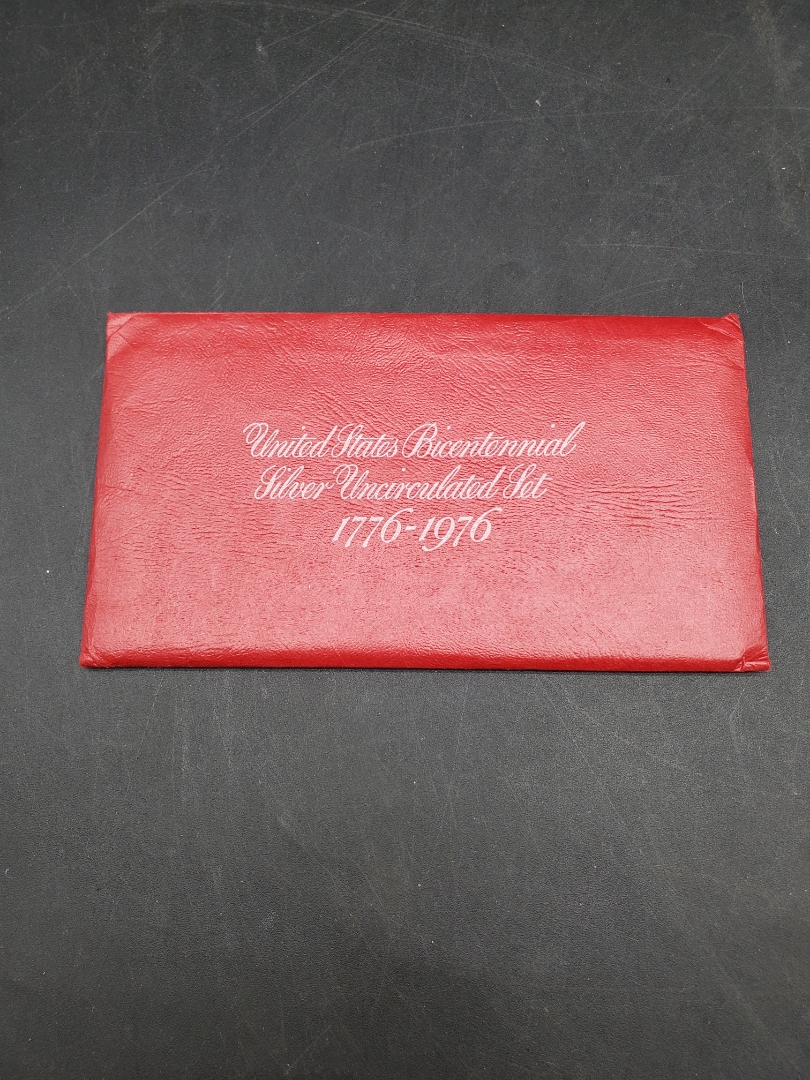 United States Bicentennial
Silver Uncirculated Set
1776-1976